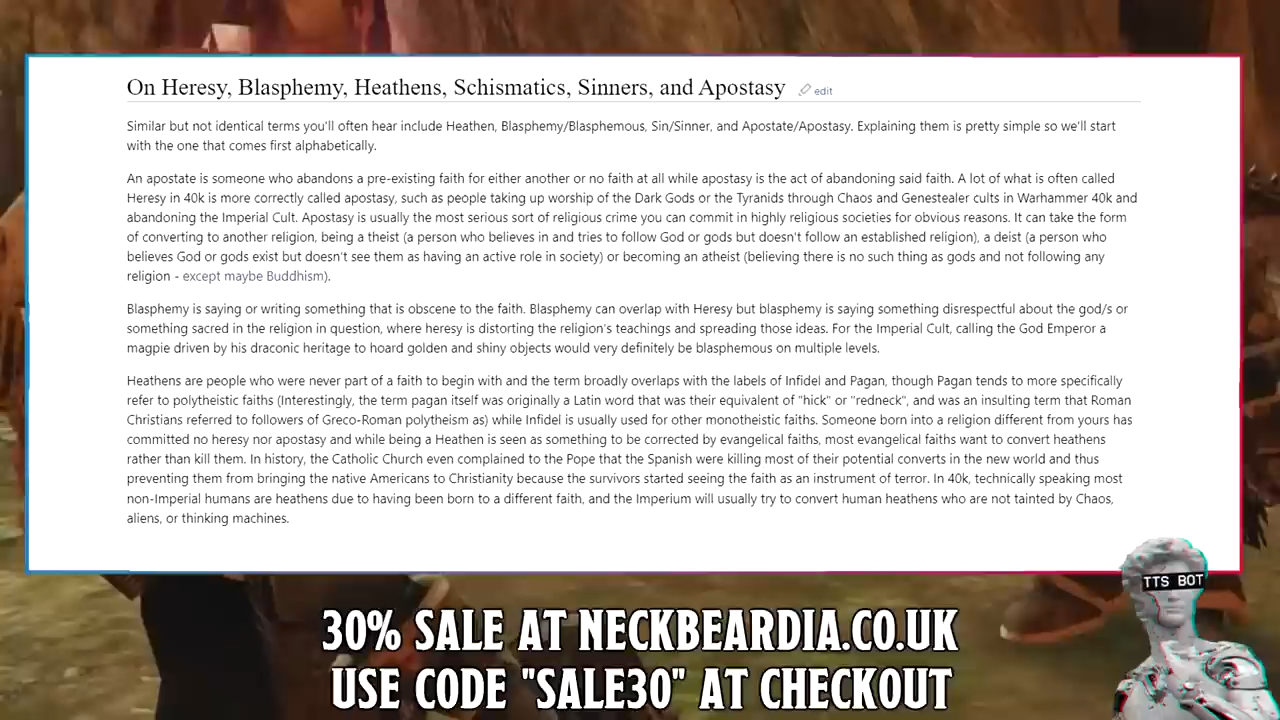 On Heresy, Blasphemy, Heathens, Schismatics, Sinners, and Apostasy edit
Similar but not identical terms you'll often hear include Heathen, Blasphemy/Blasphemous, Sin/Sinner, and Apostate/Apostasy. Explaining them is pretty simple so we'll start
with the one that comes first alphabetically.
An apostate is someone who abandons a pre-existing faith for either another or no faith at all while apostasy is the act of abandoning said faith. A lot of what is often called
Heresy in 40k is more correctly called apostasy, such as people taking up worship of the Dark Gods or the Tyranids through Chaos and Genestealer cults in Warhammer 40k and
abandoning the Imperial Cult. Apostasy is usually the most serious sort of religious crime you can commit in highly religious societies for obvious reasons. It can take the form
of converting to another religion, being a theist (a person who believes in and tries to follow God or gods but doesn't follow an established religion), a deist (a person who
believes God or gods exist but doesn't see them as having an active role in society) or becoming an atheist (believing there is no such thing as gods and not following any
religion - except maybe Buddhism).
Blasphemy is saying or writing something that is obscene to the faith. Blasphemy can overlap with Heresy but blasphemy is saying something disrespectful about the god/s or
something sacred in the religion in question, where heresy is distorting the religion's teachings and spreading those ideas. For the Imperial Cult, calling the God Emperor a
magpie driven by his draconic heritage to hoard golden and shiny objects would very definitely be blasphemous on multiple levels.
Heathens are people who were never part of a faith to begin with and the term broadly overlaps with the labels of Infidel and Pagan, though Pagan tends to more specifically
refer to polytheistic faiths (Interestingly, the term pagan itself was originally a Latin word that was their equivalent of "hick" or "redneck", and was an insulting term that Roman
Christians referred to followers of Greco-Roman polytheism as) while Infidel is usually used for other monotheistic faiths. Someone born into a religion different from yours has
committed no heresy nor apostasy and while being a Heathen is seen as something to be corrected by evangelical faiths, most evangelical faiths want to convert heathens
rather than kill them. In history, the Catholic Church even complained to the Pope that the Spanish were killing most of their potential converts in the new world and thus
preventing them from bringing the native Americans to Christianity because the survivors started seeing the faith as an instrument of terror. In 40k, technically speaking most
non-Imperial humans are heathens due to having been born to a different faith, and the Imperium will usually try to convert human heathens who are not tainted by Chaos,
aliens, or thinking machines.
TTS BOT
30% SALE AT NECKBEARDIA.CO.UK
USE CODE "SALE30" AT CHECKOUT